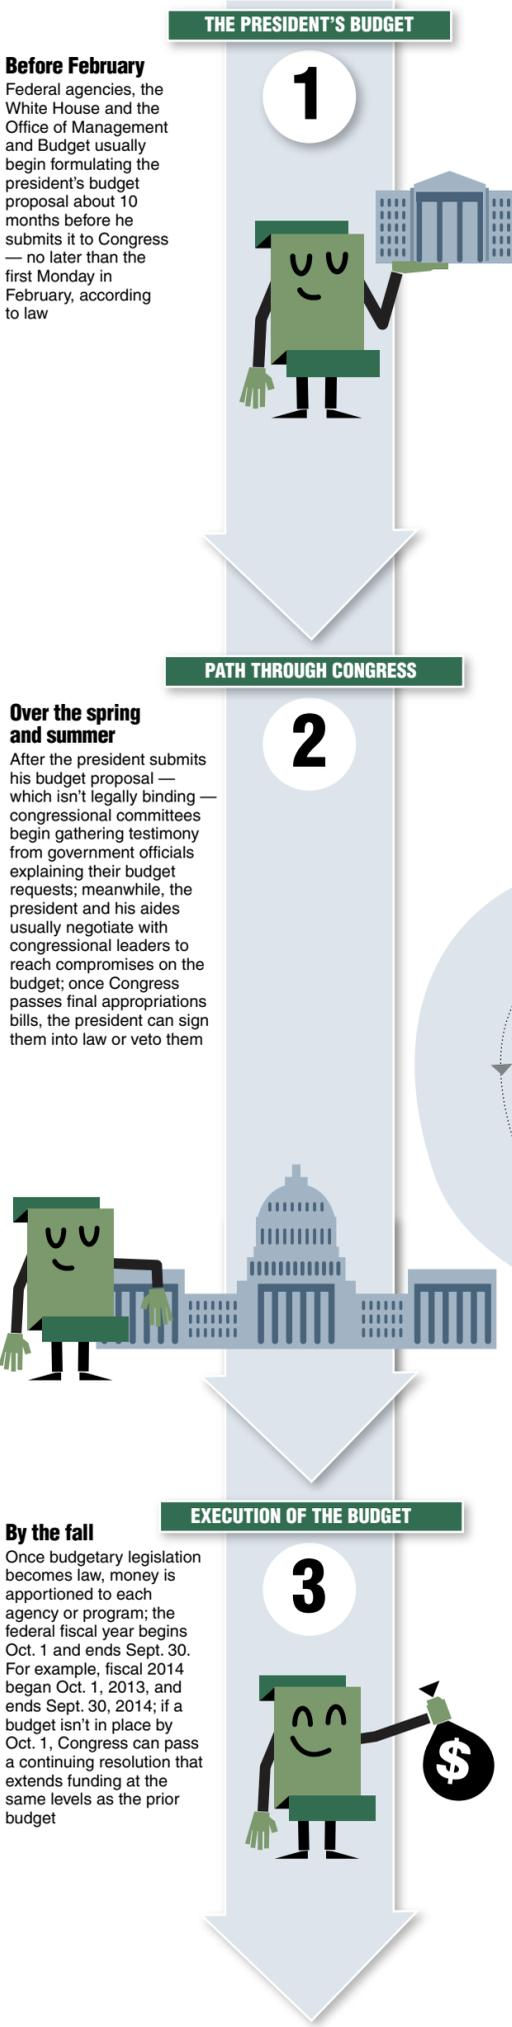 THE PRESIDENT'S BUDGET
1
Before February
Federal agencies, the
White House and the
Office of Management
and Budget usually
begin formulating the
president's budget
proposal about 10
months before he
submits it to Congress
— no later than the
first Monday in
February, according
to law
PATH THROUGH CONGRESS
2
Over the spring
and summer
After the president submits
his budget proposal —
which isn't legally binding —
congressional committees
begin gathering testimony
from government officials
explaining their budget
requests; meanwhile, the
president and his aides
usually negotiate with
congressional leaders to
reach compromises on the
budget; once Congress
passes final appropriations
bills, the president can sign
them into law or veto them
EXECUTION OF THE BUDGET
3
By the fall
Once budgetary legislation
becomes law, money is
apportioned to each
agency or program; the
federal fiscal year begins
Oct. 1 and ends Sept. 30.
For example, fiscal 2014
began Oct. 1, 2013, and
ends Sept. 30, 2014; if a
budget isn't in place by
Oct. 1, Congress can pass
a continuing resolution that
extends funding at the
same levels as the prior
budget
$